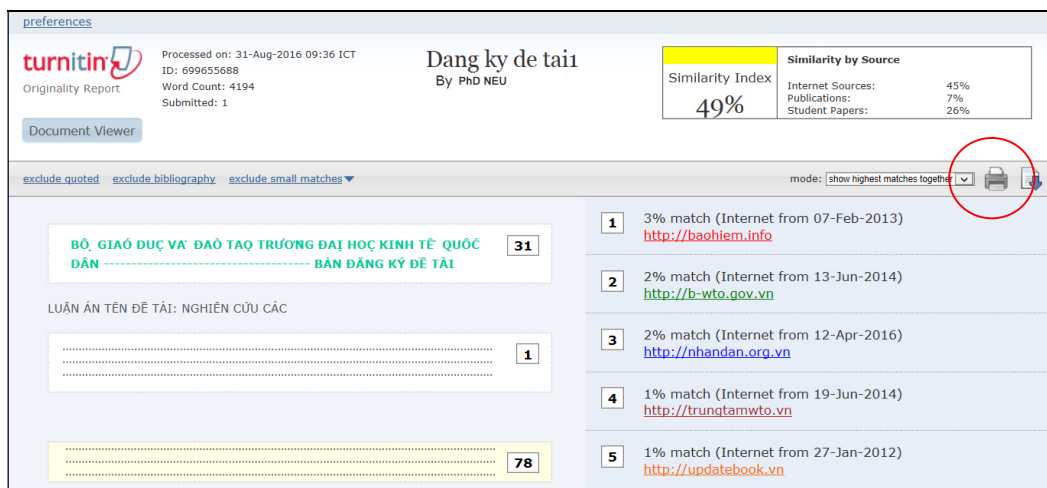 preferences
turnitin
Originality Report
Processed on: 31-Aug-2016 09:36 ICT
ID: 699655688
Word Count: 4194
Submitted: 1
Document Viewer
Dang ky de tai1
By PhD NEU
Similarity Index
49%
Similarity by Source
Internet Sources: 45%
Publications: 7%
Student Papers: 26%
exclude quoted exclude bibliography exclude small matches
mode: show highest matches together
BỘ GIÁO DỤC VÀ ĐÀO TẠO TRƯỜNG ĐẠI HỌC KINH TẾ QUỐC
DÂN ------------------------------------ BẢN ĐĂNG KÝ ĐỀ TÀI
31
LUẬN ÁN TÊN ĐỀ TÀI: NGHIÊN CỨU CÁC
1
78
1 3% match (Internet from 07-Feb-2013)
http://baohiem.info
2 2% match (Internet from 13-Jun-2014)
http://b-wto.gov.vn
3 2% match (Internet from 12-Apr-2016)
http://nhandan.org.vn
4 1% match (Internet from 19-Jun-2014)
http://trungtamwto.vn
5 1% match (Internet from 27-Jan-2012)
http://updatebook.vn